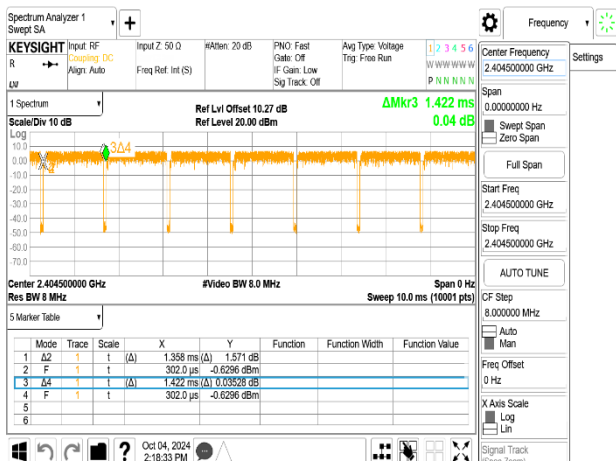 Spectrum Analyzer 1
Swept SA
Frequency
KEYSIGHT
R
Input: RF
Coupling: DC
Align: Auto
Input Z: 50 Ω
Freq Ref: Int (S)
#Atten: 20 dB
PNO: Fast
Gate: Off
IF Gain: Low
Sig Track: Off
Avg Type: Voltage
Trig: Free Run
1 2 3 4 5 6
W W W W W W
P N N N N N
1 Spectrum
Scale/Div 10 dB
Ref Lvl Offset 10.27 dB
Ref Level 20.00 dBm
ΔMkr3 1.422 ms
0.04 dB
Log
10.0
0.00
-10.0
-20.0
-30.0
-40.0
-50.0
-60.0
-70.0
3Δ4
Center 2.404500000 GHz
Res BW 8 MHz
#Video BW 8.0 MHz
Span 0 Hz
Sweep 10.0 ms (10001 pts)
5 Marker Table
Mode Trace Scale X Y Function Function Width Function Value
1 Δ2 1 t (Δ) 1.358 ms (Δ) 1.571 dB
2 F 1 t 302.0 µs -0.6296 dBm
3 Δ4 1 t (Δ) 1.422 ms (Δ) 0.03528 dB
4 F 1 t 302.0 µs -0.6296 dBm
5
6
Oct 04, 2024
2:18:33 PM
Center Frequency
2.404500000 GHz
Settings
Span
0.00000000 Hz
Swept Span
Zero Span
Full Span
Start Freq
2.404500000 GHz
Stop Freq
2.404500000 GHz
AUTO TUNE
CF Step
8.000000 MHz
Auto
Man
Freq Offset
0 Hz
X Axis Scale
Log
Lin
Signal Track